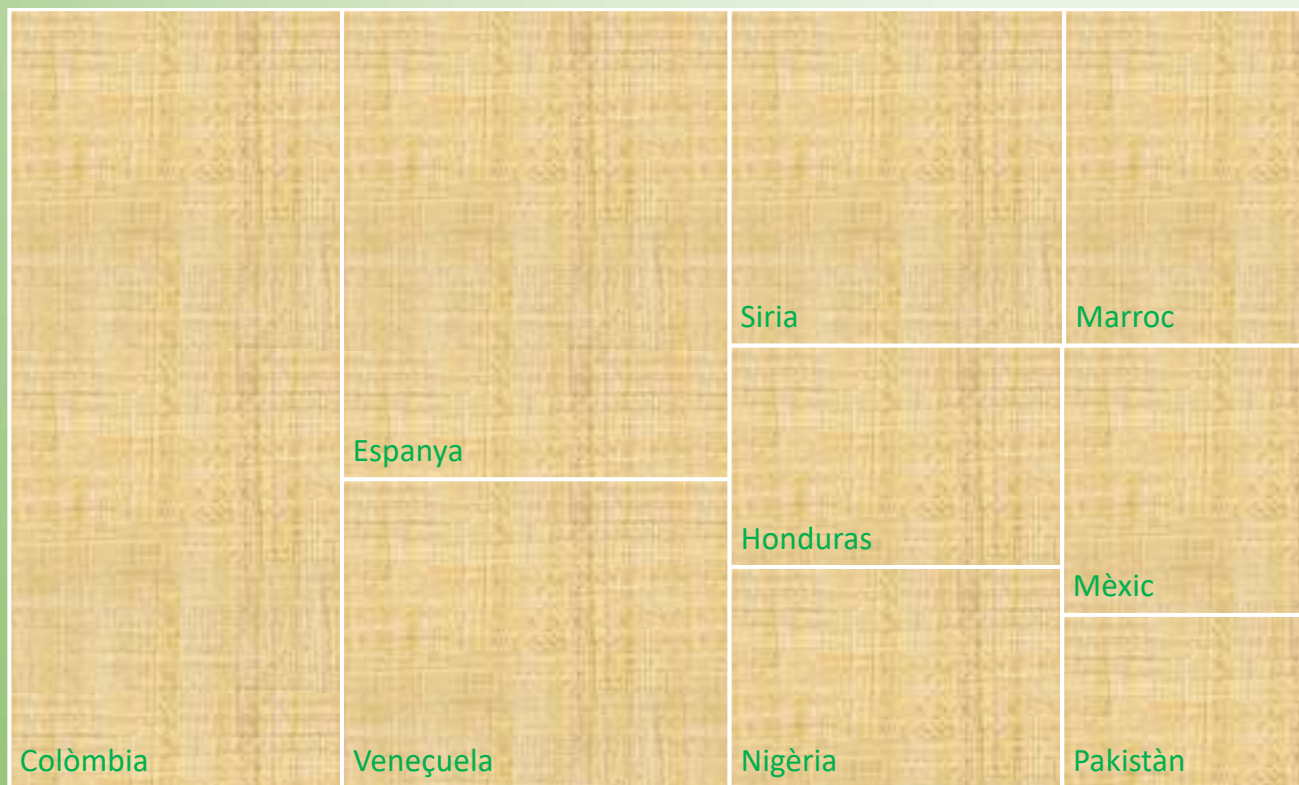 Colòmbia
Espanya
Veneçuela
Siria
Marroc
Honduras
Mèxic
Nigèria
Pakistàn